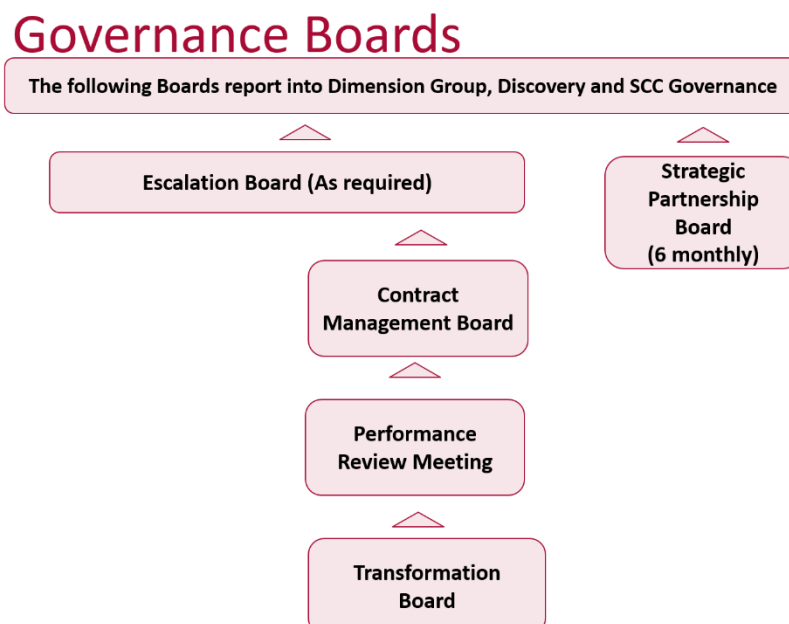 Governance Boards
The following Boards report into Dimension Group, Discovery and SCC Governance
Escalation Board (As required)
Strategic
Partnership
Board
(6 monthly)
Contract
Management Board
Performance
Review Meeting
Transformation
Board